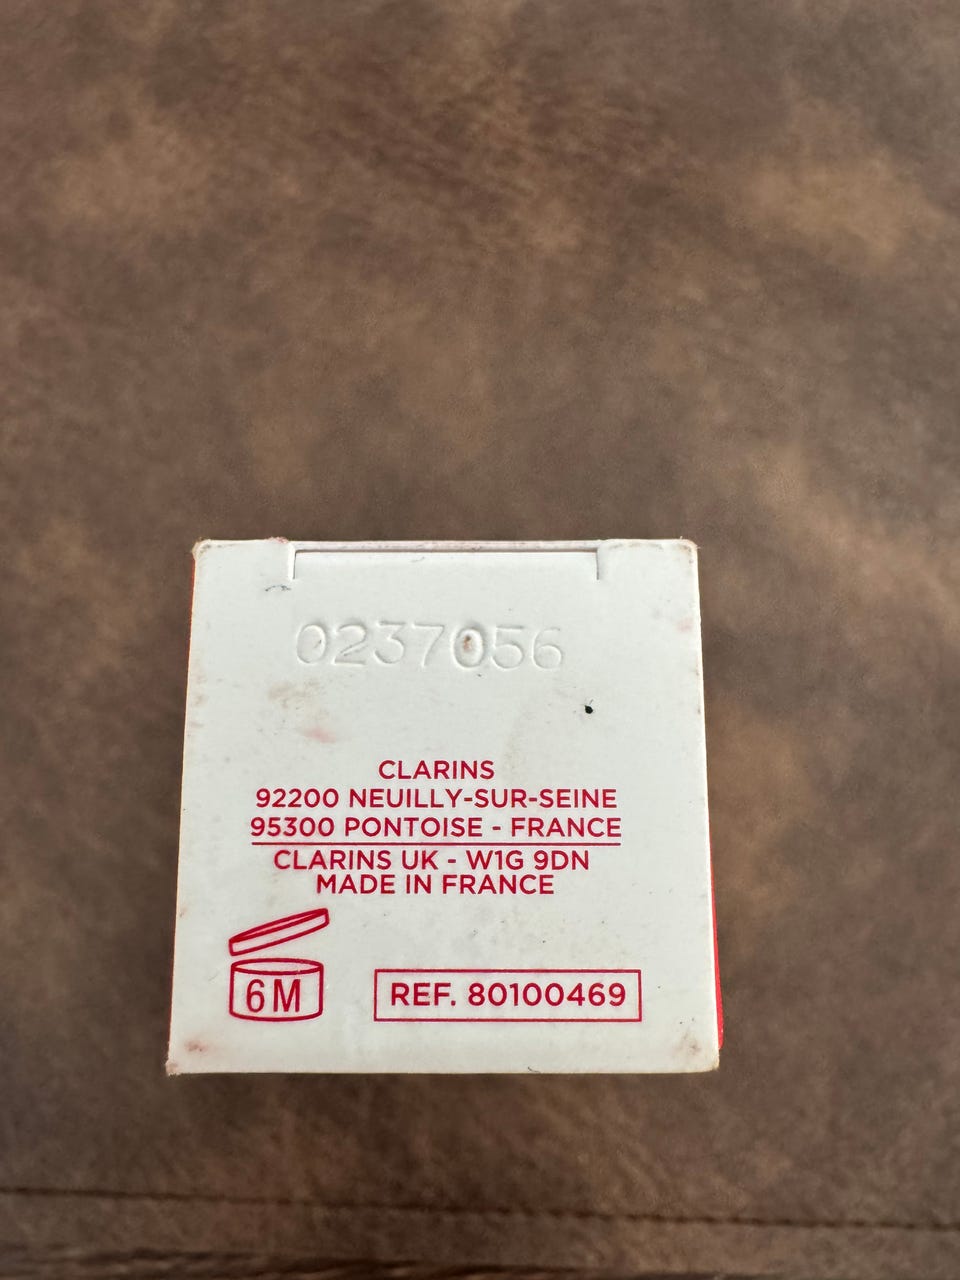 0237056
CLARINS
92200 NEUILLY-SUR-SEINE
95300 PONTOISE - FRANCE
CLARINS UK - W1G 9DN
MADE IN FRANCE
6M
REF. 80100469